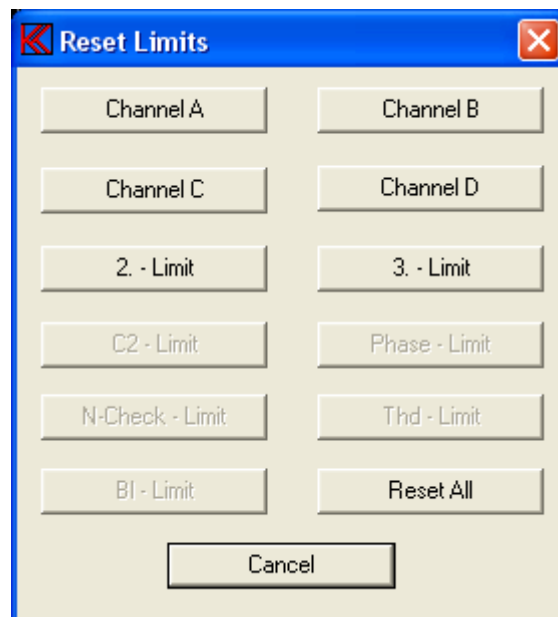 Reset Limits
Channel A
Channel B
Channel C
Channel D
2. - Limit
3. - Limit
C2 - Limit
Phase - Limit
N-Check - Limit
Thd - Limit
Bl - Limit
Reset All
Cancel